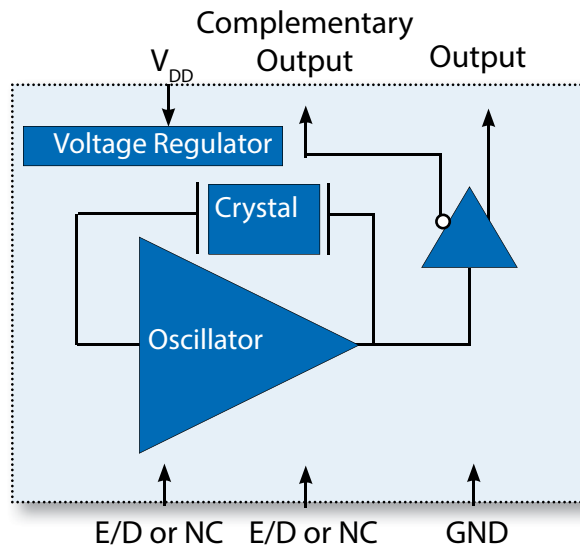 Complementary
V_DD Output Output
Voltage Regulator
Crystal
Oscillator
E/D or NC E/D or NC GND